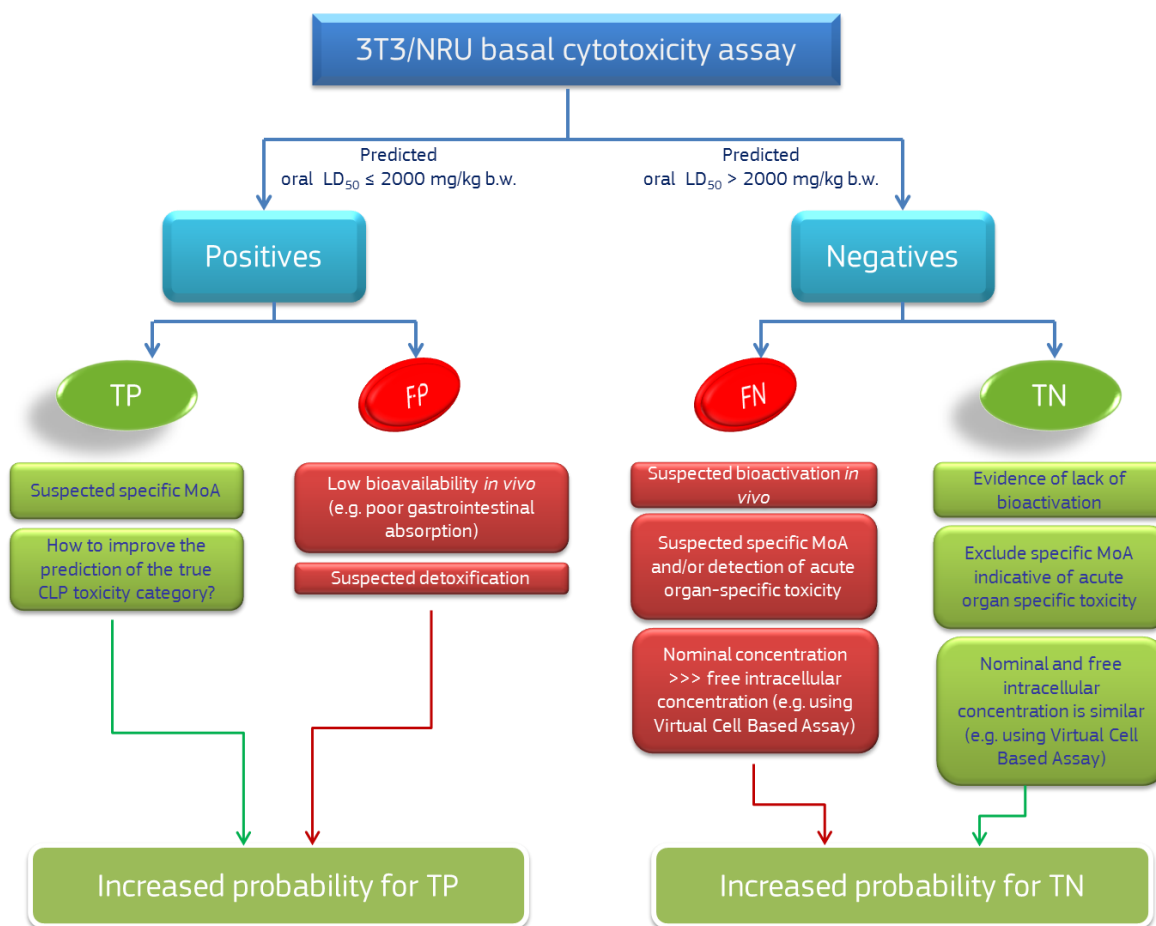 3T3/NRU basal cytotoxicity assay
Predicted
oral LD₅₀ ≤ 2000 mg/kg b.w.
Predicted
oral LD₅₀ > 2000 mg/kg b.w.
Positives
Negatives
TP
FP
FN
TN
Suspected specific MoA
How to improve the
prediction of the true
CLP toxicity category?
Low bioavailability in vivo
(e.g. poor gastrointestinal
absorption)
Suspected detoxification
Suspected bioactivation in
vivo
Suspected specific MoA
and/or detection of acute
organ-specific toxicity
Nominal concentration
>>> free intracellular
concentration (e.g. using
Virtual Cell Based Assay)
Evidence of lack of
bioactivation
Exclude specific MoA
indicative of acute
organ specific toxicity
Nominal and free
intracellular
concentration is similar
(e.g. using Virtual Cell
Based Assay)
Increased probability for TP
Increased probability for TN